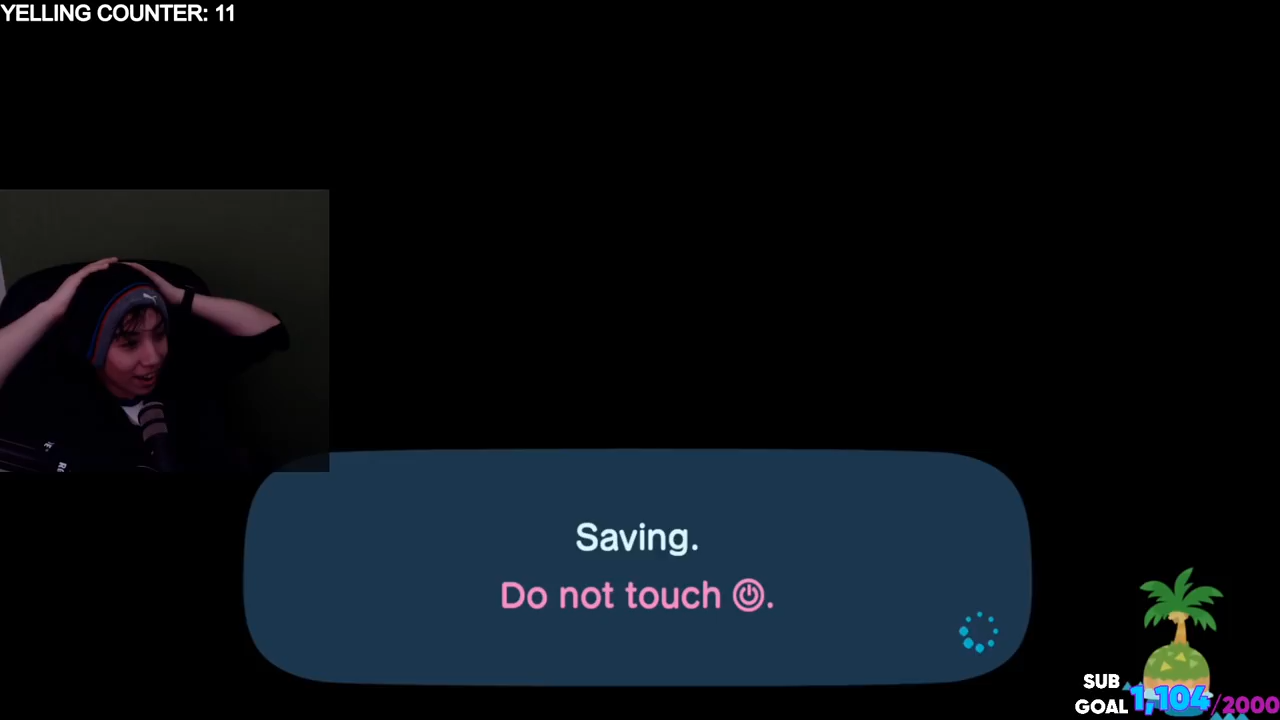 YELLING COUNTER: 11
Saving.
Do not touch ⏻.
SUB
GOAL 1,104/2000